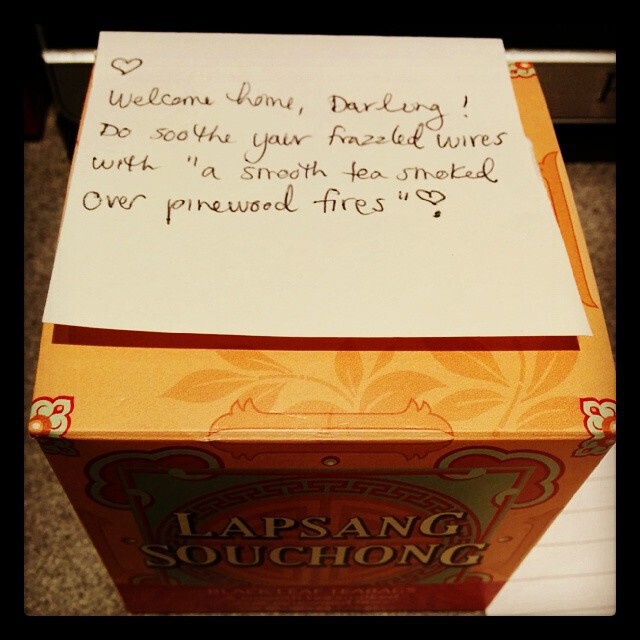 ♡
Welcome home, Darling!
Do soothe your frazzled wires
with "a smooth tea smoked
over pinewood fires"♡.
LAPSANG
SOUCHONG
BLACK LEAF TEABAGS